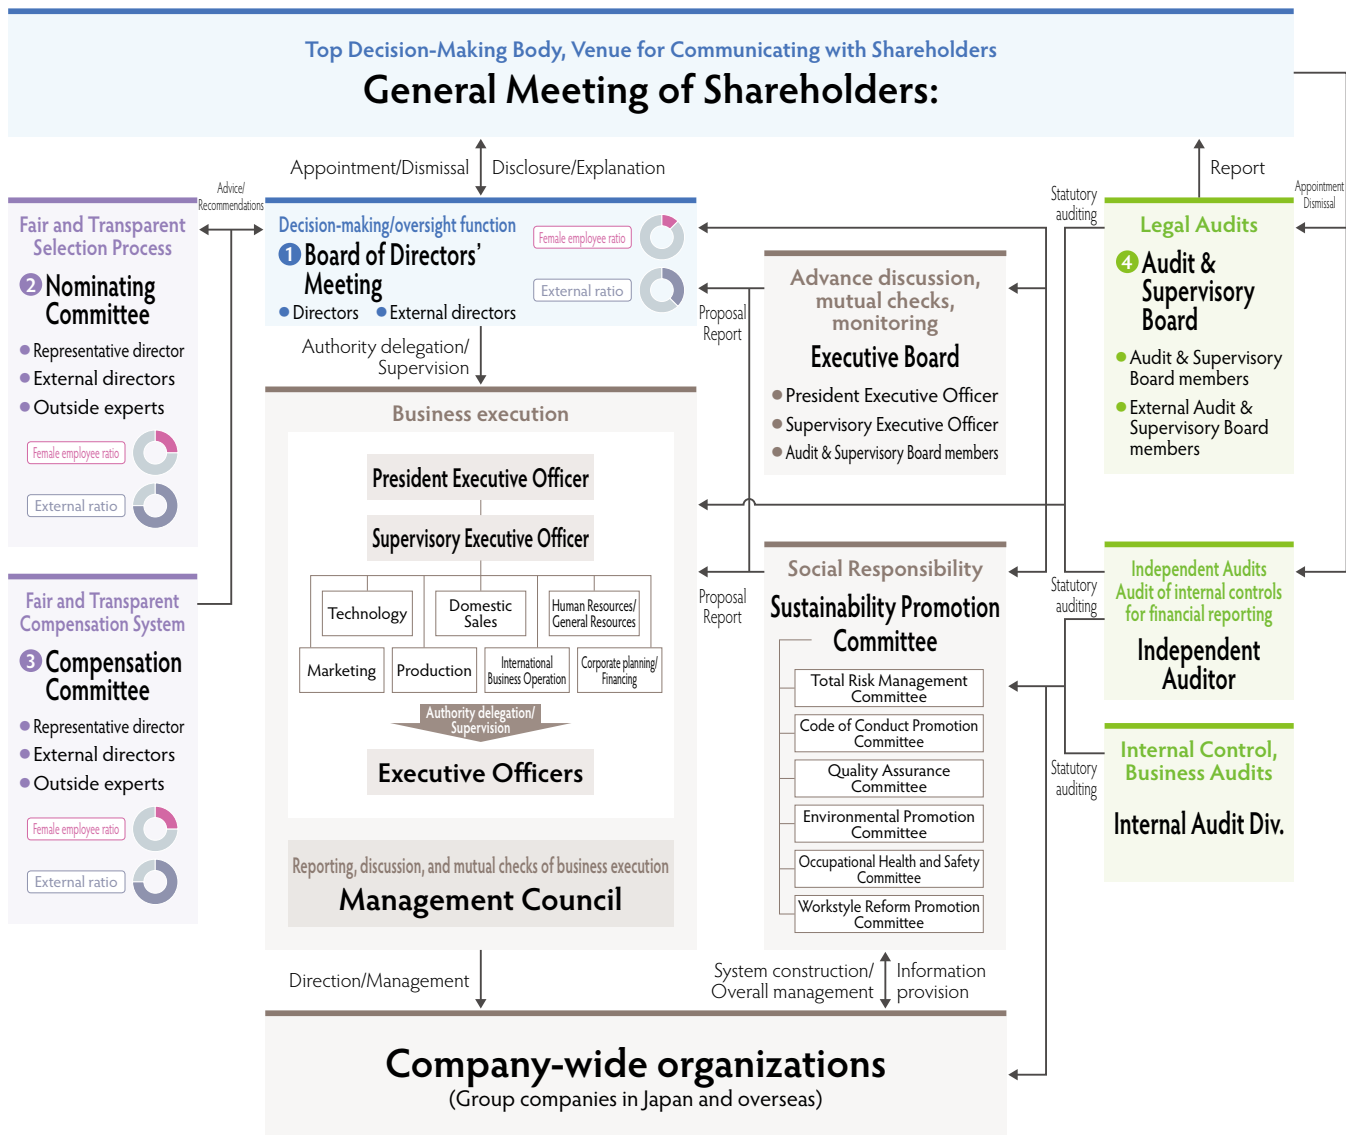 Top Decision-Making Body, Venue for Communicating with Shareholders
General Meeting of Shareholders:
Appointment/Dismissal
Disclosure/Explanation
Report
Appointment
Dismissal
Advice/
Recommendations
Statutory
auditing
Fair and Transparent
Selection Process
2 Nominating
Committee
Representative director
External directors
Outside experts
Female employee ratio
External ratio
Fair and Transparent
Compensation System
3 Compensation
Committee
Representative director
External directors
Outside experts
Female employee ratio
External ratio
Decision-making/oversight function
1 Board of Directors'
Meeting
Directors
External directors
Female employee ratio
External ratio
Authority delegation/
Supervision
Proposal
Report
Business execution
President Executive Officer
Supervisory Executive Officer
Technology
Domestic
Sales
Human Resources/
General Resources
Marketing
Production
International
Business Operation
Corporate planning/
Financing
Authority delegation/
Supervision
Executive Officers
Reporting, discussion, and mutual checks of business execution
Management Council
Advance discussion,
mutual checks,
monitoring
Executive Board
President Executive Officer
Supervisory Executive Officer
Audit & Supervisory Board members
Proposal
Report
Social Responsibility
Sustainability Promotion
Committee
Total Risk Management
Committee
Code of Conduct Promotion
Committee
Quality Assurance
Committee
Environmental Promotion
Committee
Occupational Health and Safety
Committee
Workstyle Reform Promotion
Committee
Legal Audits
4 Audit &
Supervisory
Board
Audit & Supervisory
Board members
External Audit &
Supervisory Board
members
Statutory
auditing
Independent Audits
Audit of internal controls
for financial reporting
Independent
Auditor
Statutory
auditing
Internal Control,
Business Audits
Internal Audit Div.
Direction/Management
System construction/
Overall management
Information
provision
Company-wide organizations
(Group companies in Japan and overseas)